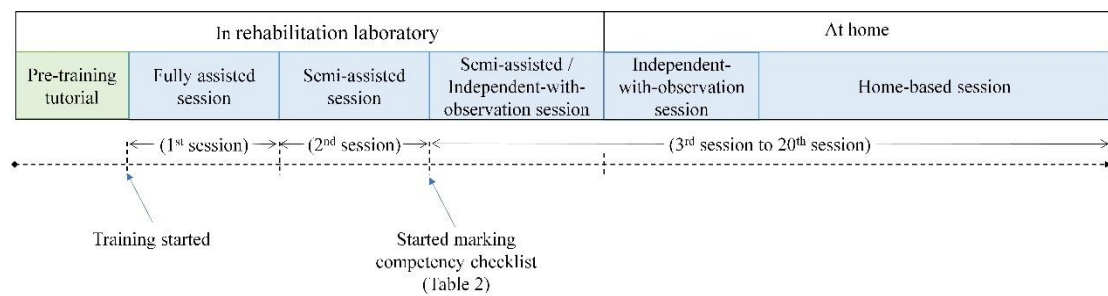 In rehabilitation laboratory
At home
Pre-training
tutorial
Fully assisted
session
Semi-assisted
session
Semi-assisted /
Independent-with-
observation session
Independent-
with-observation
session
Home-based session
(1st session)
(2nd session)
(3rd session to 20th session)
Training started
Started marking
competency checklist
(Table 2)